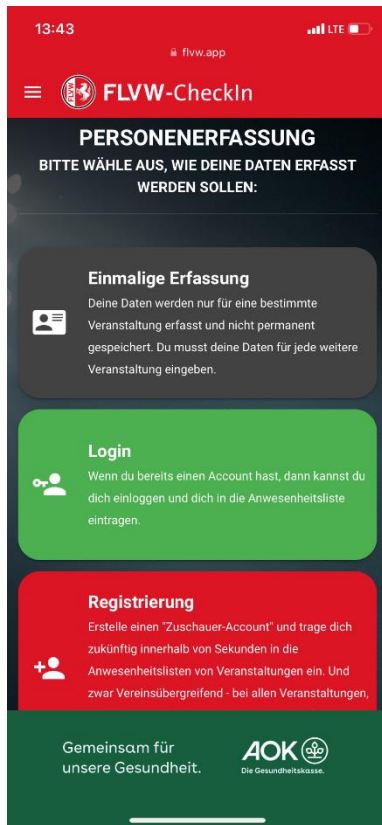 13:43
LTE
flvw.app
FLVW FLVW-CheckIn
PERSONENERFASSUNG
BITTE WÄHLE AUS, WIE DEINE DATEN ERFASST
WERDEN SOLLEN:
Einmalige Erfassung
Deine Daten werden nur für eine bestimmte
Veranstaltung erfasst und nicht permanent
gespeichert. Du musst deine Daten für jede weitere
Veranstaltung eingeben.
Login
Wenn du bereits einen Account hast, dann kannst du
dich einloggen und dich in die Anwesenheitsliste
eintragen.
Registrierung
Erstelle einen "Zuschauer-Account" und trage dich
zukünftig innerhalb von Sekunden in die
Anwesenheitslisten von Veranstaltungen ein. Und
zwar Vereinsübergreifend - bei allen Veranstaltungen,
Gemeinsam für
unsere Gesundheit.
AOK
Die Gesundheitskasse.